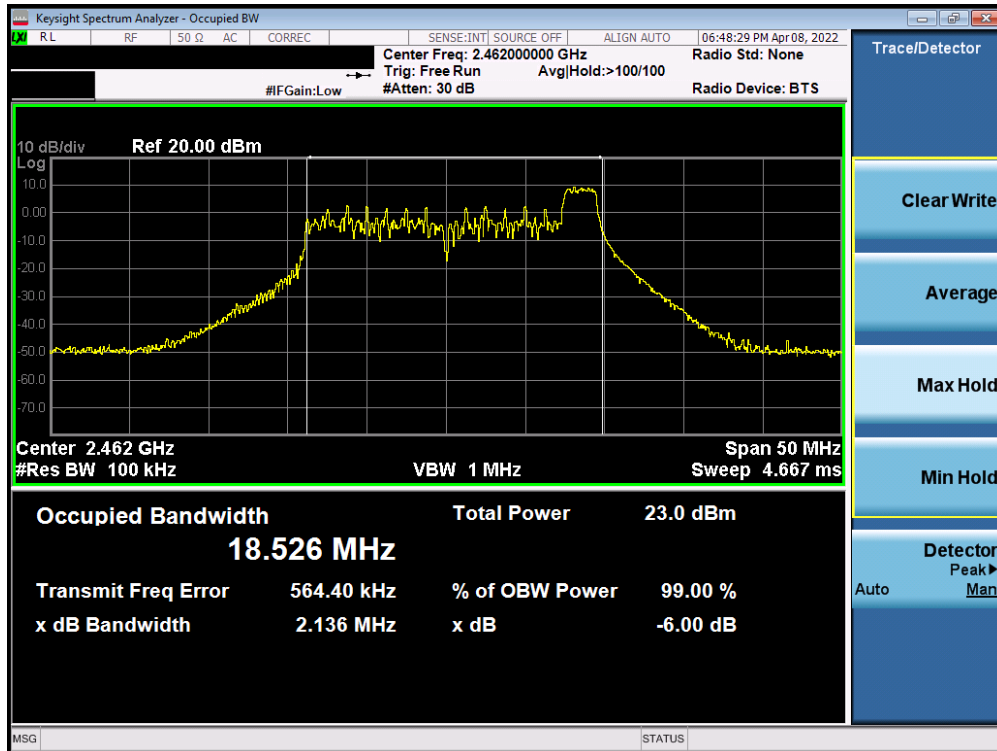 Keysight Spectrum Analyzer - Occupied BW
LXI RL RF 50 Ω AC CORREC SENSE:INT SOURCE OFF ALIGN AUTO 06:48:29 PM Apr 08, 2022
Center Freq: 2.462000000 GHz Radio Std: None
Trig: Free Run Avg|Hold:>100/100
#IFGain:Low #Atten: 30 dB Radio Device: BTS
Trace/Detector
10 dB/div Ref 20.00 dBm
Log
10.0
0.00
-10.0
-20.0
-30.0
-40.0
-50.0
-60.0
-70.0
Center 2.462 GHz Span 50 MHz
#Res BW 100 kHz VBW 1 MHz Sweep 4.667 ms
Occupied Bandwidth Total Power 23.0 dBm
18.526 MHz
Transmit Freq Error 564.40 kHz % of OBW Power 99.00 %
x dB Bandwidth 2.136 MHz x dB -6.00 dB
Clear Write
Average
Max Hold
Min Hold
Detector
Peak▶
Auto Man
MSG STATUS